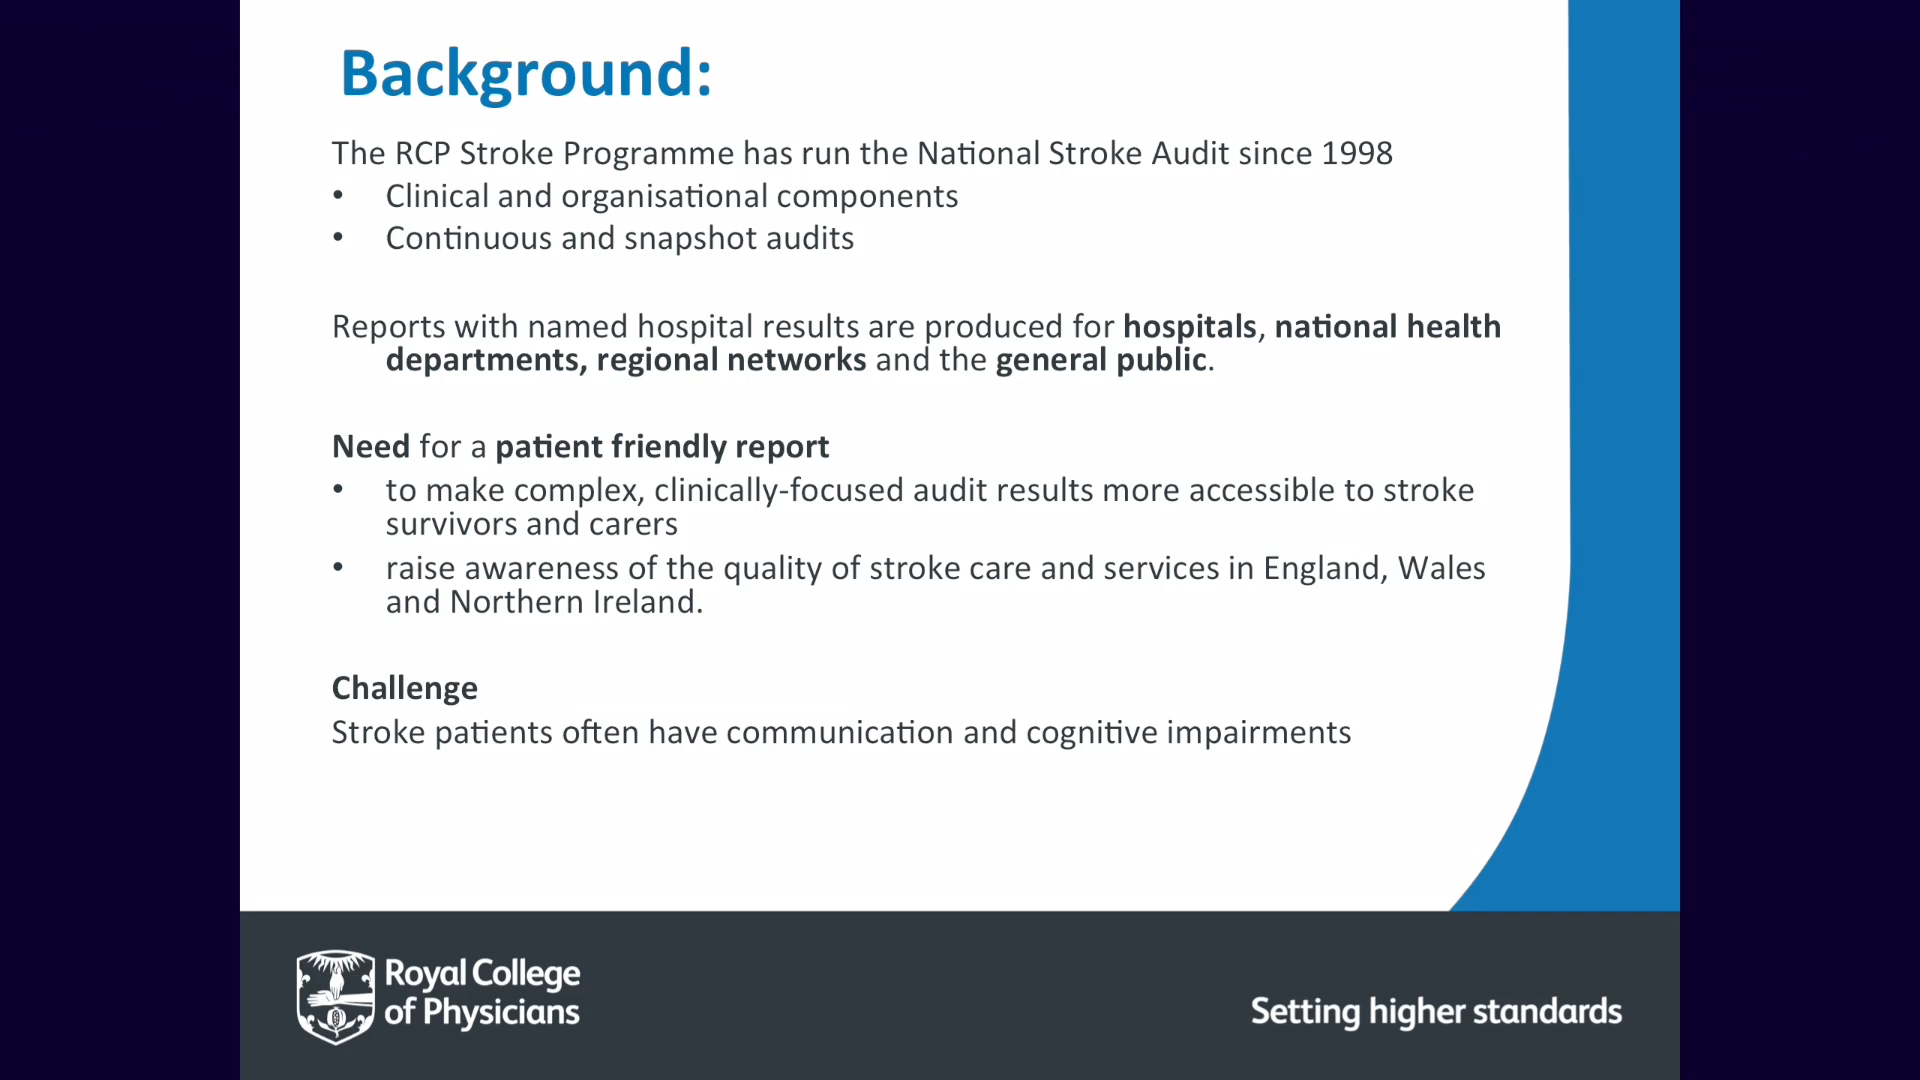 Background:
The RCP Stroke Programme has run the National Stroke Audit since 1998
• Clinical and organisational components
• Continuous and snapshot audits
Reports with named hospital results are produced for hospitals, national health
departments, regional networks and the general public.
Need for a patient friendly report
• to make complex, clinically-focused audit results more accessible to stroke
survivors and carers
• raise awareness of the quality of stroke care and services in England, Wales
and Northern Ireland.
Challenge
Stroke patients often have communication and cognitive impairments
Royal College
of Physicians
Setting higher standards